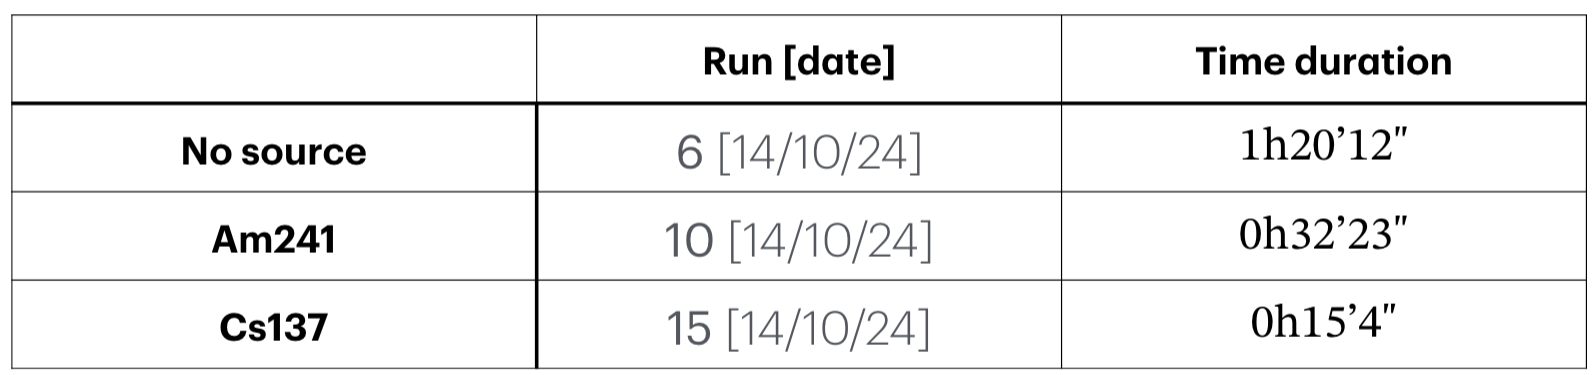 Run [date] Time duration
No source 6 [14/10/24] 1h20’12"
Am241 10 [14/10/24] 0h32’23"
Cs137 15 [14/10/24] 0h15’4"